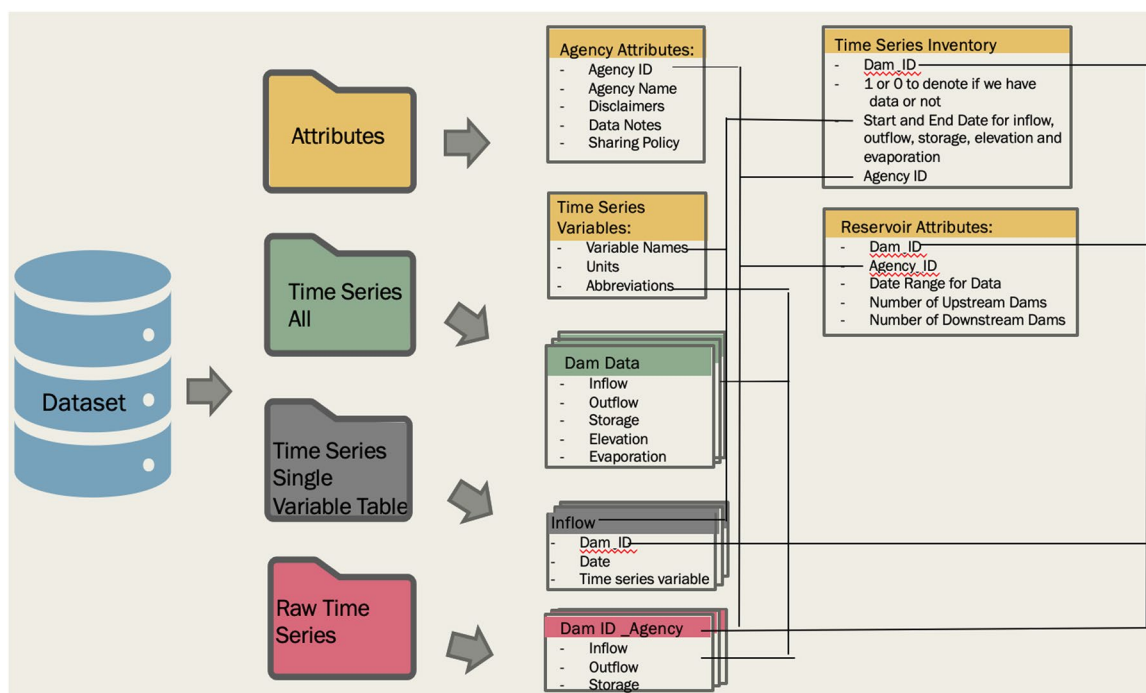 Dataset
Attributes
Time Series
All
Time Series
Single
Variable Table
Raw Time
Series
Agency Attributes:
- Agency ID
- Agency Name
- Disclaimers
- Data Notes
- Sharing Policy
Time Series
Variables:
- Variable Names
- Units
- Abbreviations
Dam Data
- Inflow
- Outflow
- Storage
- Elevation
- Evaporation
Inflow
- Dam_ID
- Date
- Time series variable
Dam ID _Agency
- Inflow
- Outflow
- Storage
Time Series Inventory
- Dam_ID
- 1 or 0 to denote if we have
data or not
- Start and End Date for inflow,
outflow, storage, elevation and
evaporation
- Agency ID
Reservoir Attributes:
- Dam_ID
- Agency_ID
- Date Range for Data
- Number of Upstream Dams
- Number of Downstream Dams